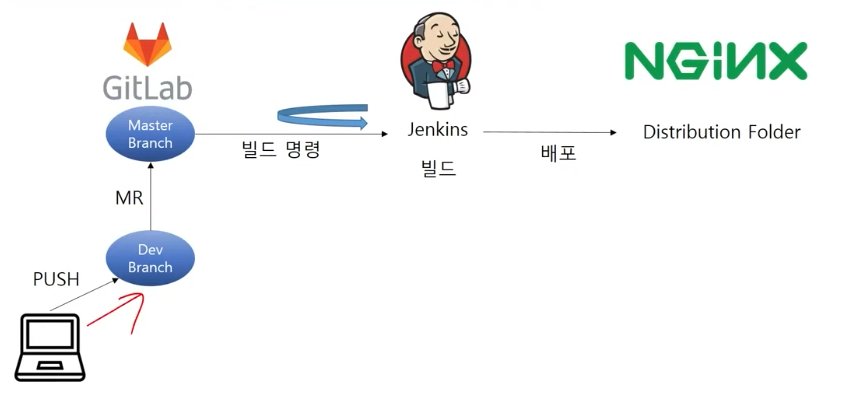 GitLab
NGINX
Master
Branch
빌드 명령
Jenkins
빌드
배포
Distribution Folder
MR
Dev
Branch
PUSH